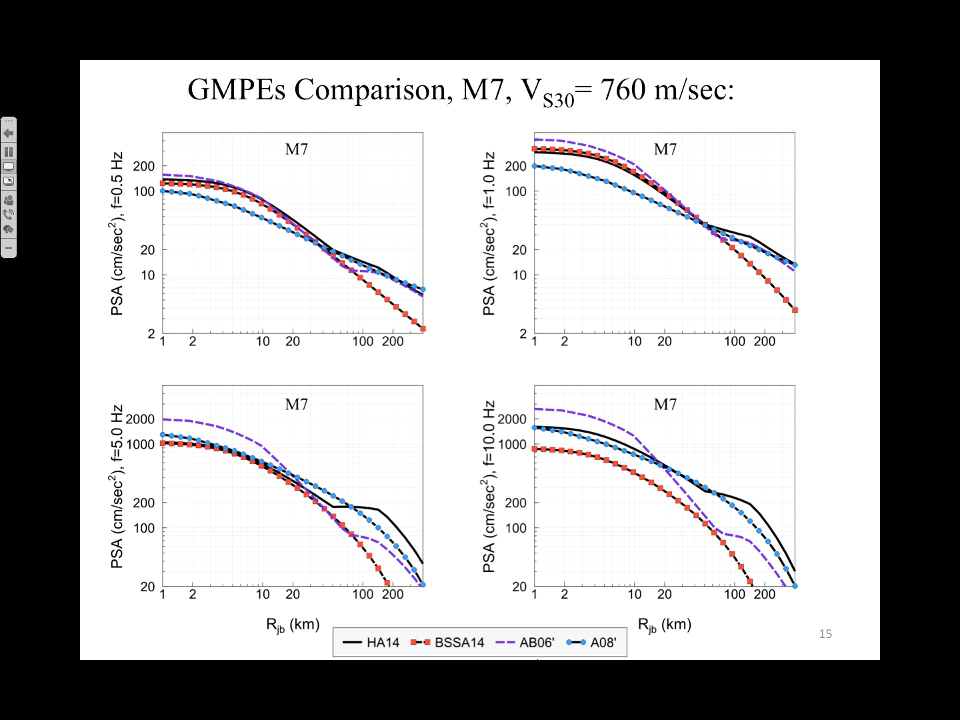 GMPEs Comparison, M7, VS30= 760 m/sec:
M7
PSA (cm/sec2), f=0.5 Hz
200
100
20
10
2
1 2 10 20 100 200
M7
PSA (cm/sec2), f=1.0 Hz
200
100
20
10
2
1 2 10 20 100 200
M7
PSA (cm/sec2), f=5.0 Hz
2000
1000
200
100
20
1 2 10 20 100 200
Rjb (km)
M7
PSA (cm/sec2), f=10.0 Hz
2000
1000
200
100
20
1 2 10 20 100 200
Rjb (km)
HA14 BSSA14 AB06' A08'
15